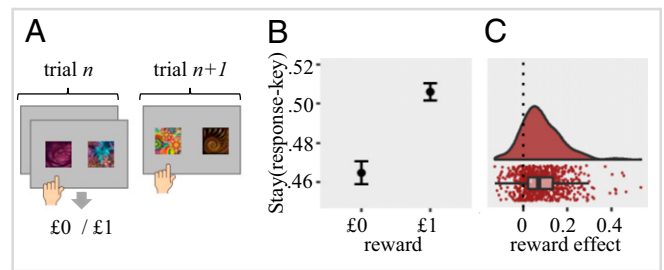 A
trial n
trial n+1
£0 / £1
B
Stay(response-key)
.52
.50
.48
.46
£0
£1
reward
C
0
0.2
0.4
reward effect